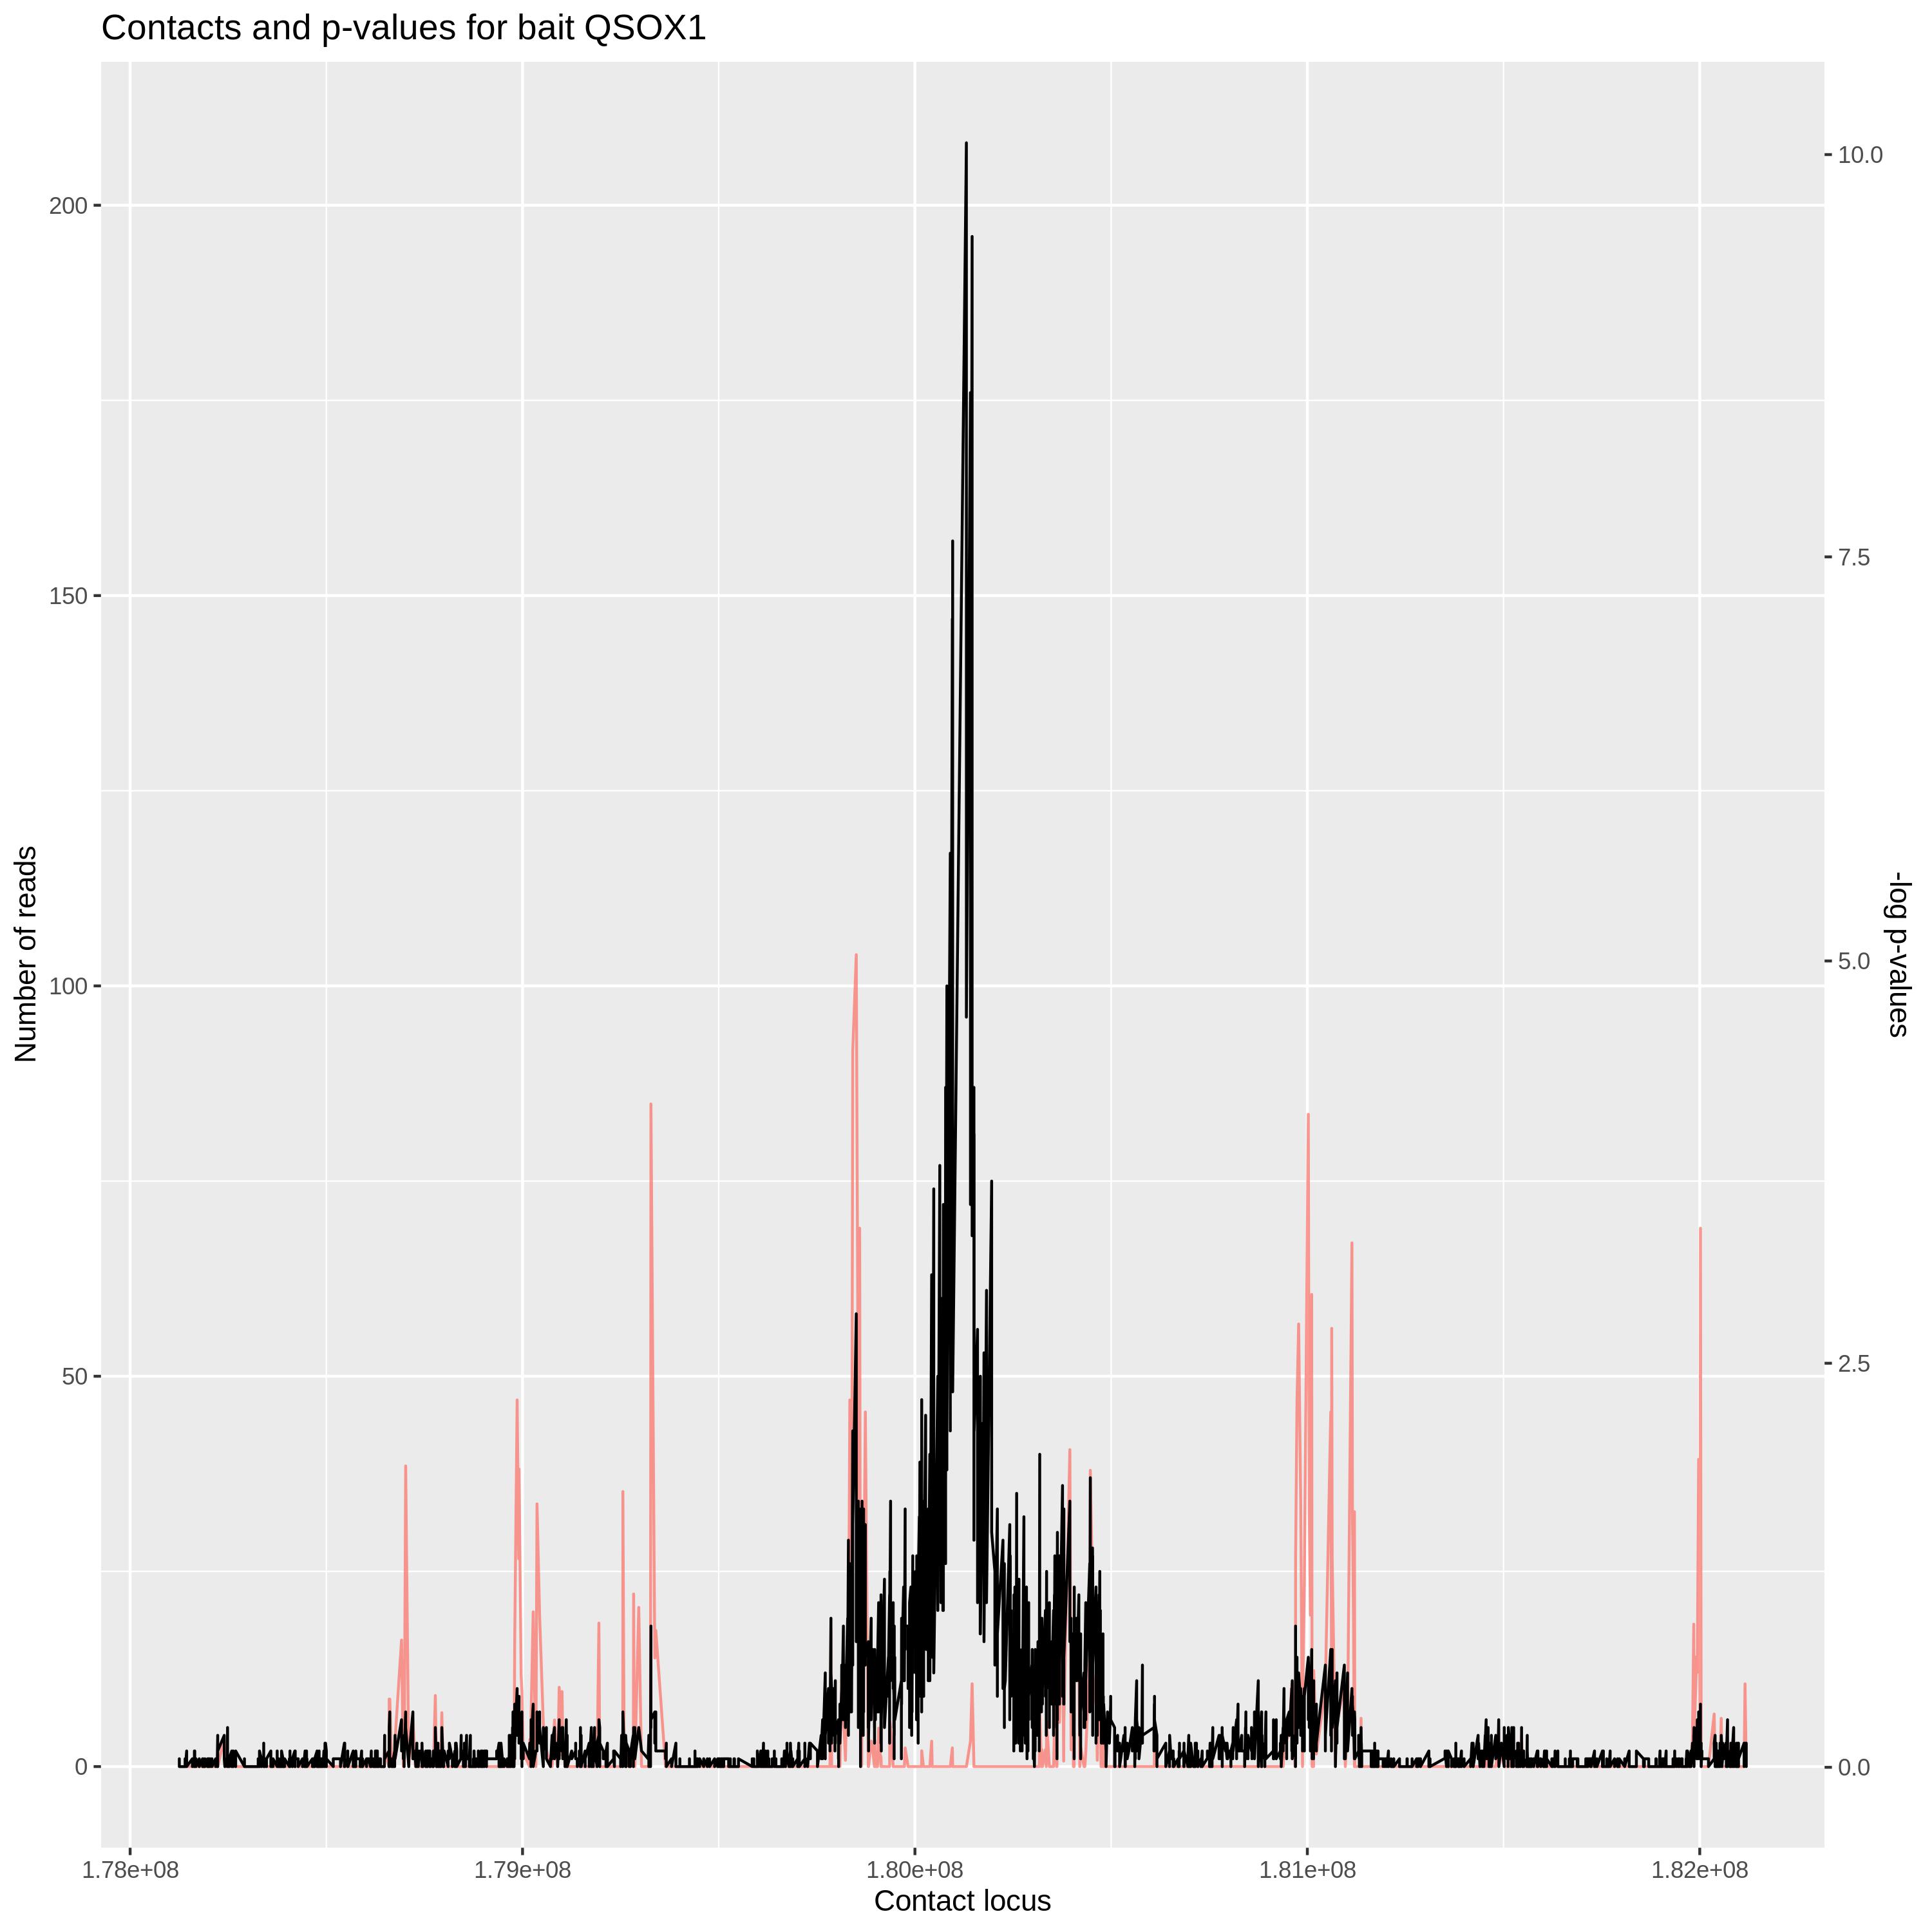 Contacts and p-values for bait QSOX1
Number of reads
200
150
100
50
0
10.0
7.5
5.0
2.5
0.0
-log p-values
1.78e+08
1.79e+08
1.80e+08
1.81e+08
1.82e+08
Contact locus